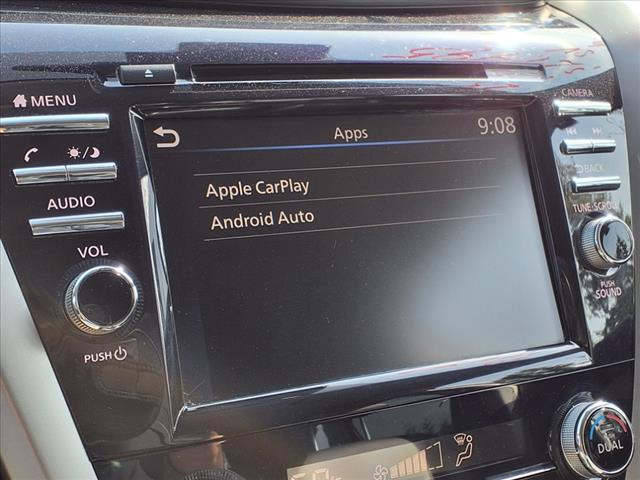 MENU
CAMERA
Apps
9:08
BACK
Apple CarPlay
Android Auto
AUDIO
TUNE·SCROLL
VOL
PUSH
SOUND
PUSH
DUAL